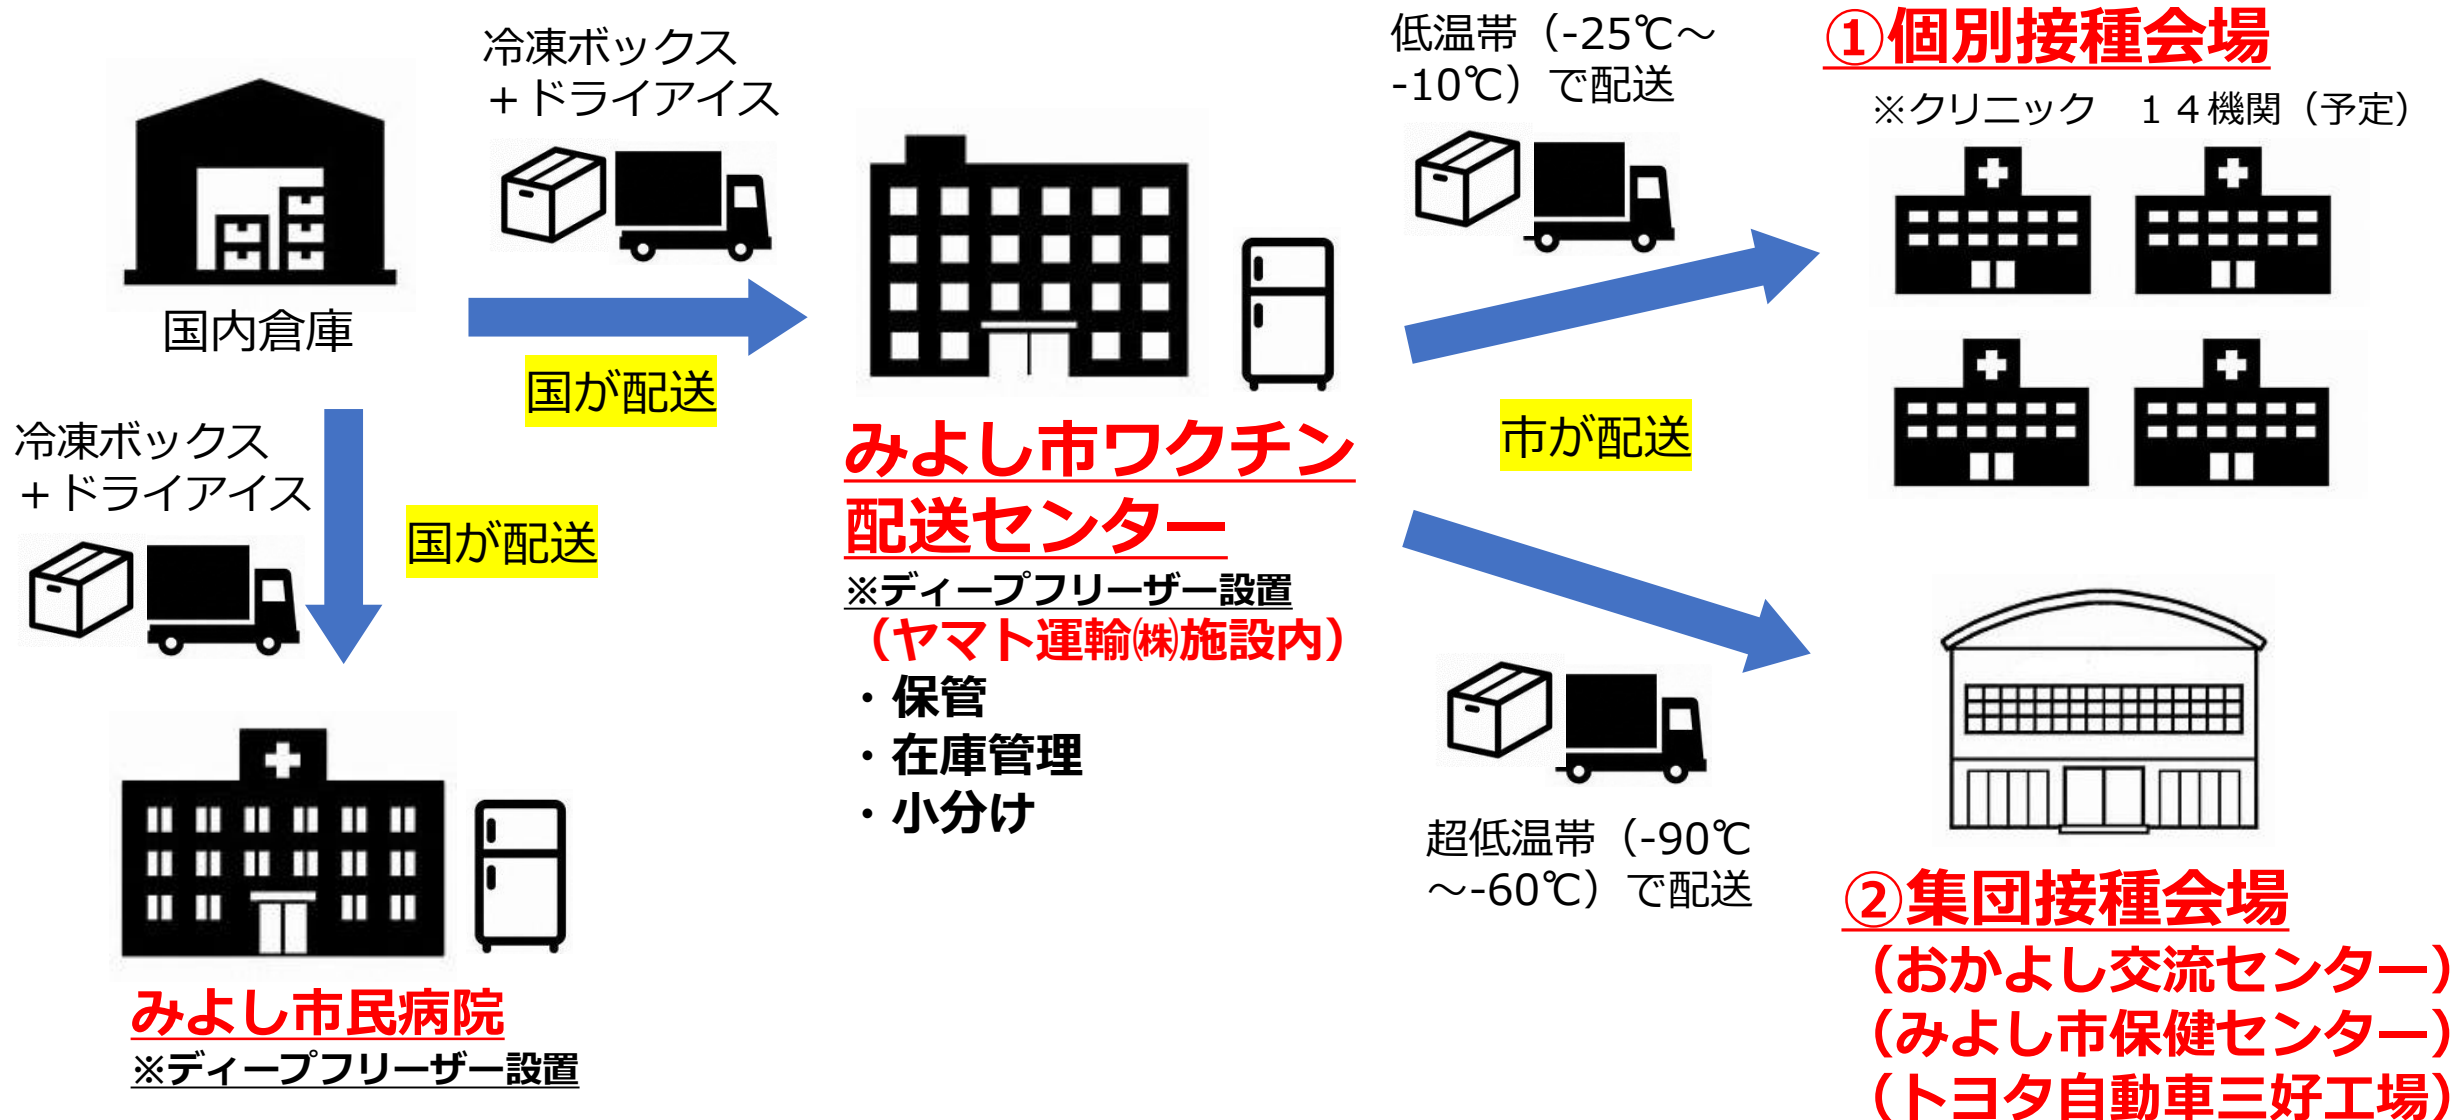 冷凍ボックス
＋ドライアイス
国内倉庫
国が配送
冷凍ボックス
＋ドライアイス
国が配送
みよし市民病院
※ディープフリーザー設置
みよし市ワクチン
配送センター
※ディープフリーザー設置
（ヤマト運輸㈱施設内）
・保管
・在庫管理
・小分け
低温帯（-25℃～
-10℃）で配送
市が配送
超低温帯（-90℃
～-60℃）で配送
①個別接種会場
※クリニック　１４機関（予定）
②集団接種会場
（おかよし交流センター）
（みよし市保健センター）
（トヨタ自動車三好工場）